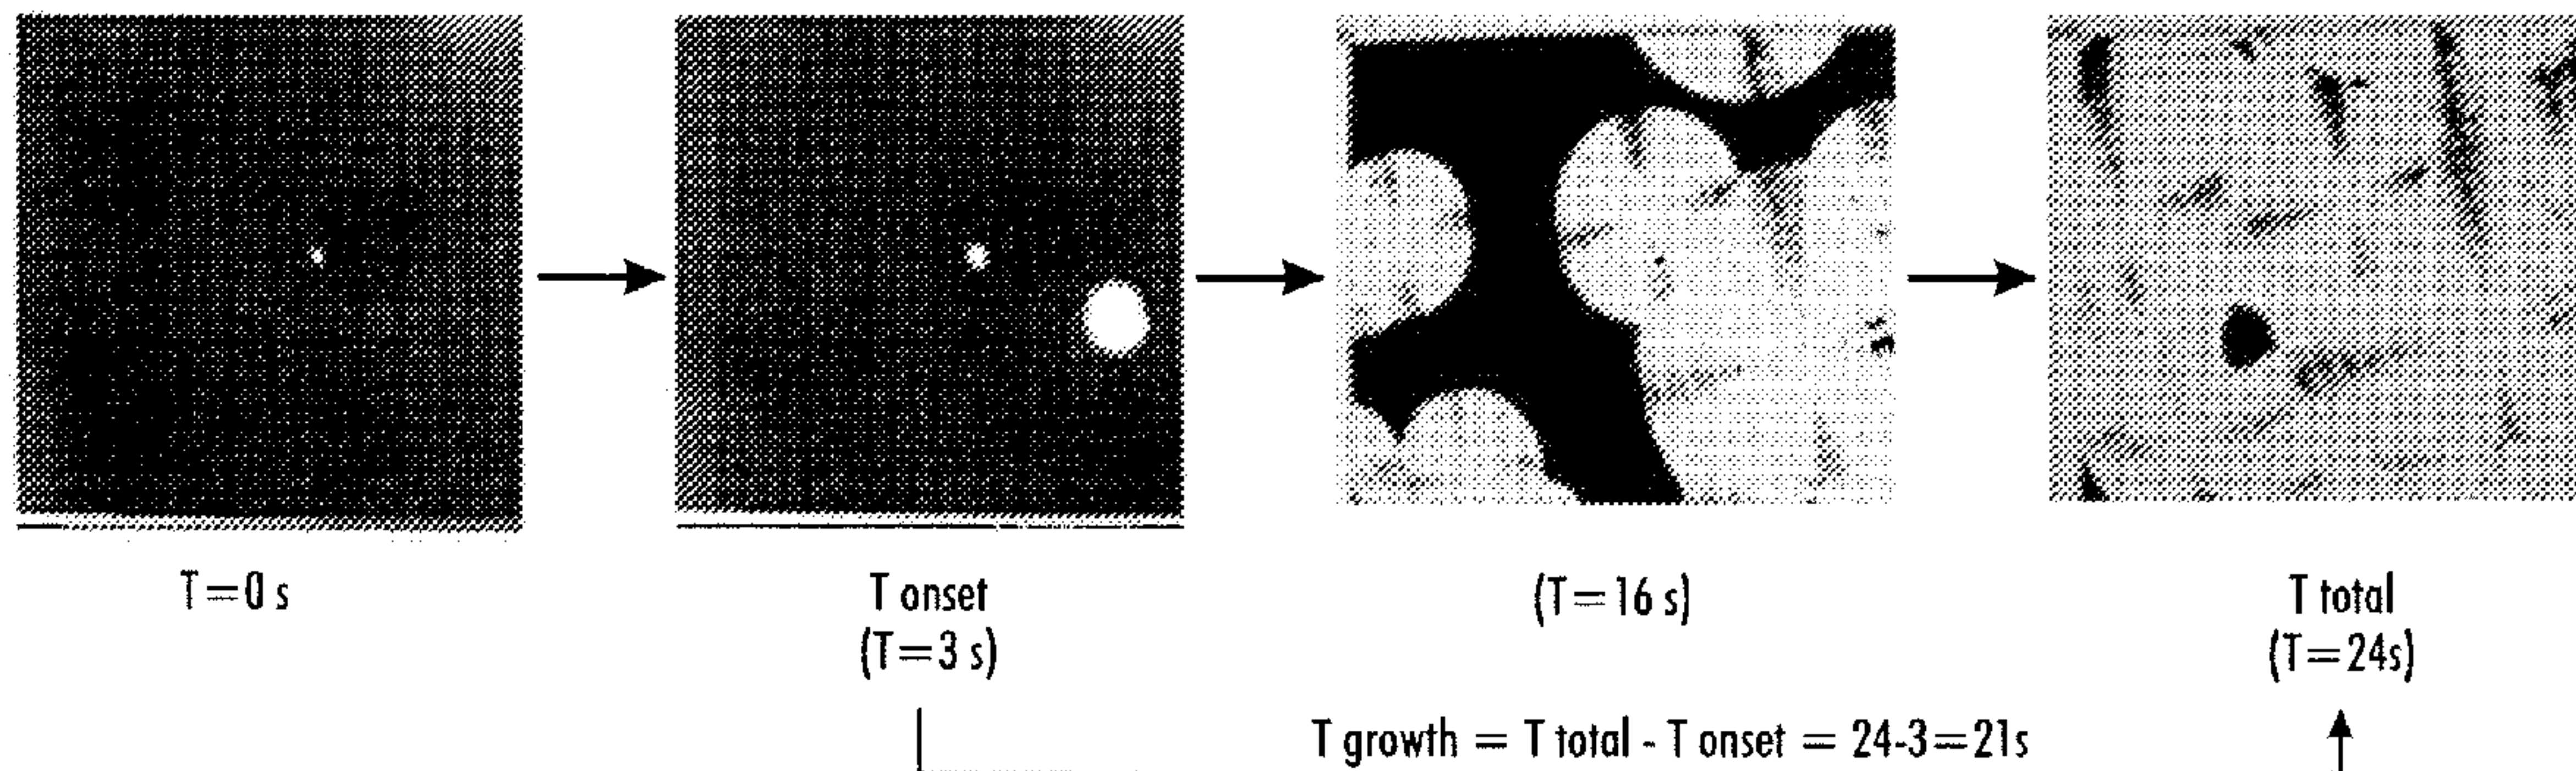 T=0 s
T onset
(T=3 s)
(T=16 s)
T total
(T=24s)
T growth = T total - T onset = 24-3=21s